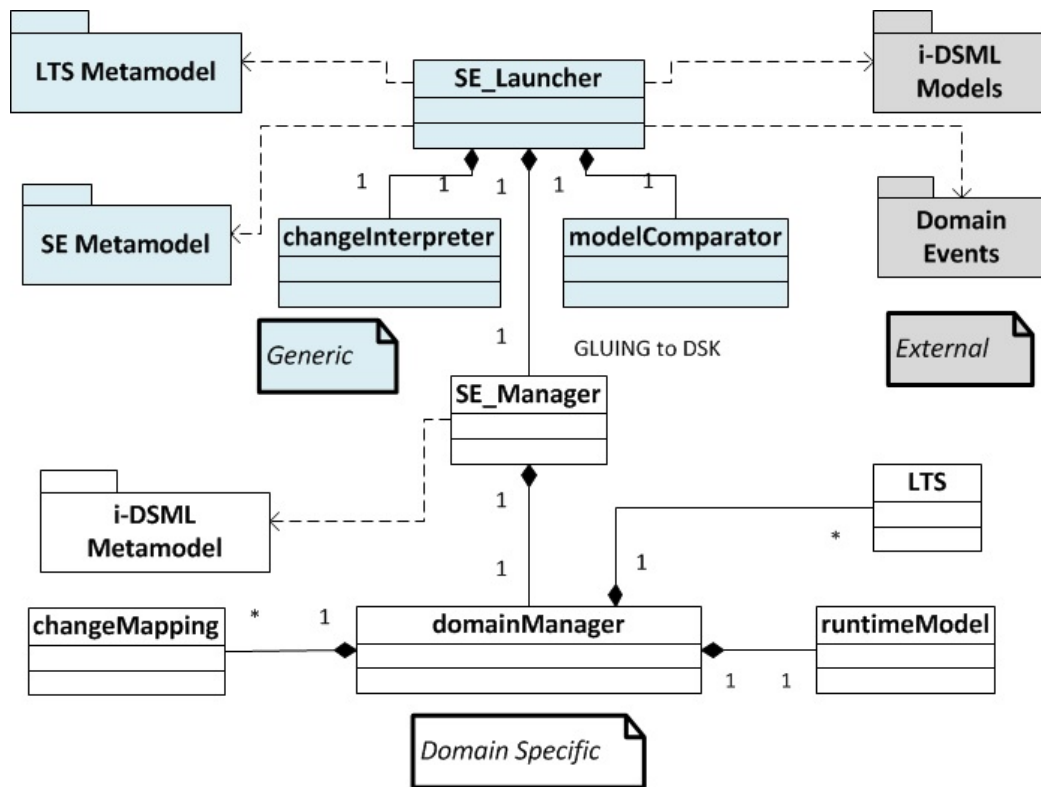 LTS Metamodel
SE_Launcher
i-DSML
Models
1
1
1
1
1
SE Metamodel
changeInterpreter
modelComparator
Domain
Events
Generic
1
GLUING to DSK
External
SE_Manager
i-DSML
Metamodel
1
LTS
*
1
1
changeMapping
*
1
domainManager
runtimeModel
1
1
Domain Specific